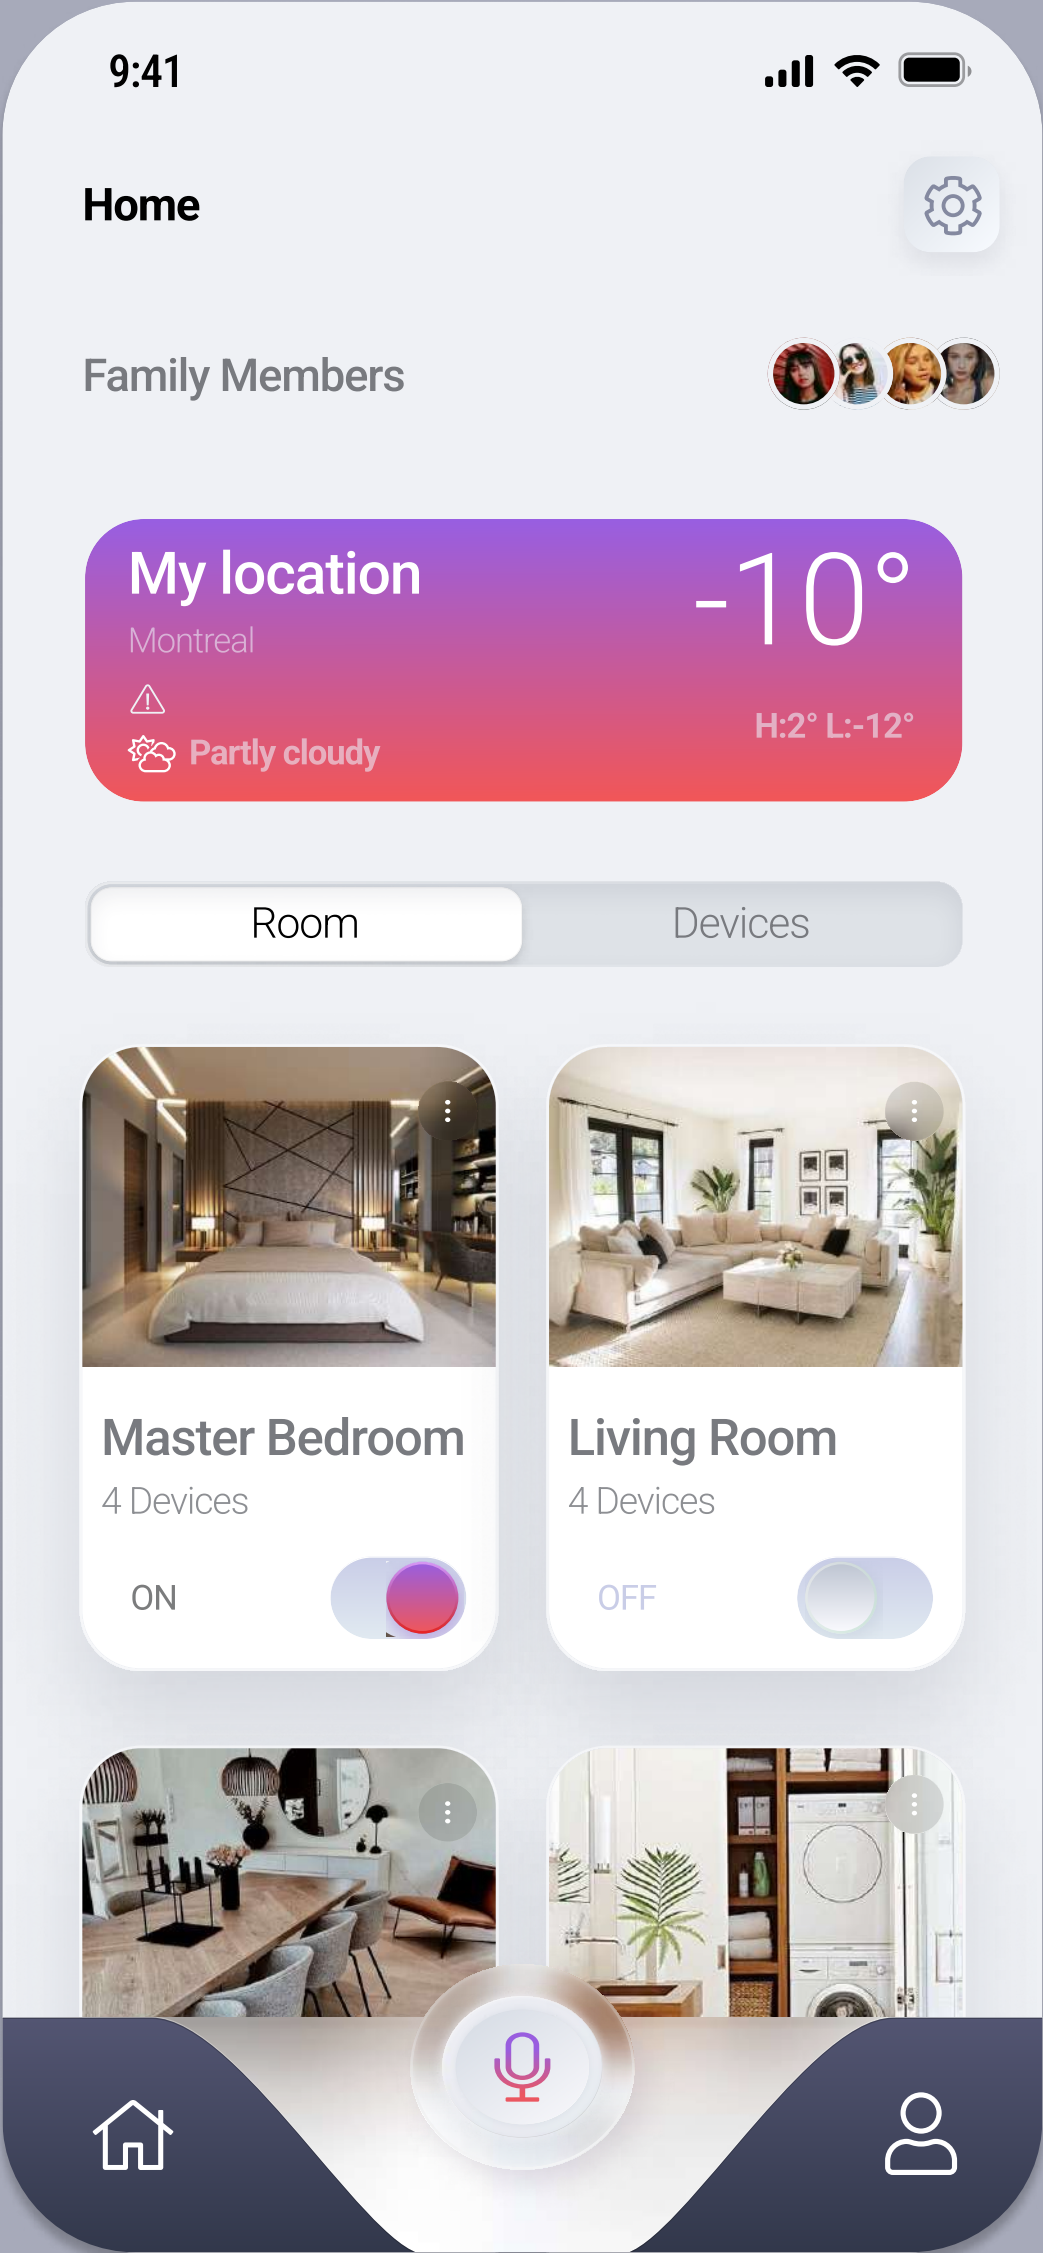 9:41
Home
Family Members
My location
-10°
Montreal
H:2° L:-12°
Partly cloudy
Room
Devices
Master Bedroom
4 Devices
ON
Living Room
4 Devices
OFF